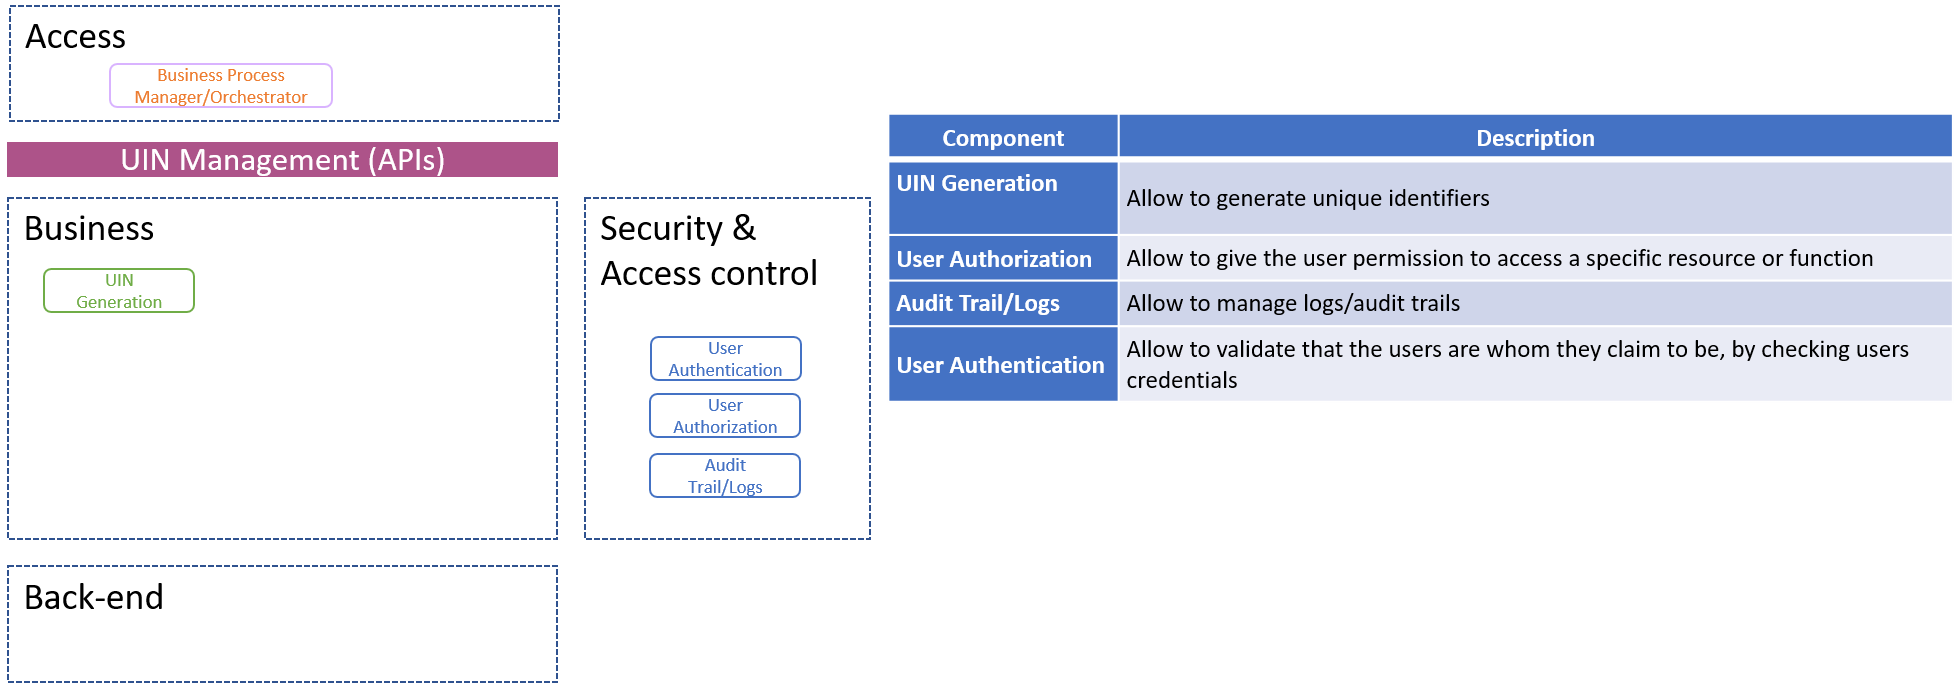 Access
Business Process
Manager/Orchestrator
UIN Management (APIs)
Business
UIN
Generation
Security &
Access control
User
Authentication
User
Authorization
Audit
Trail/Logs
Back-end
Component Description
UIN Generation Allow to generate unique identifiers
User Authorization Allow to give the user permission to access a specific resource or function
Audit Trail/Logs Allow to manage logs/audit trails
User Authentication Allow to validate that the users are whom they claim to be, by checking users
credentials